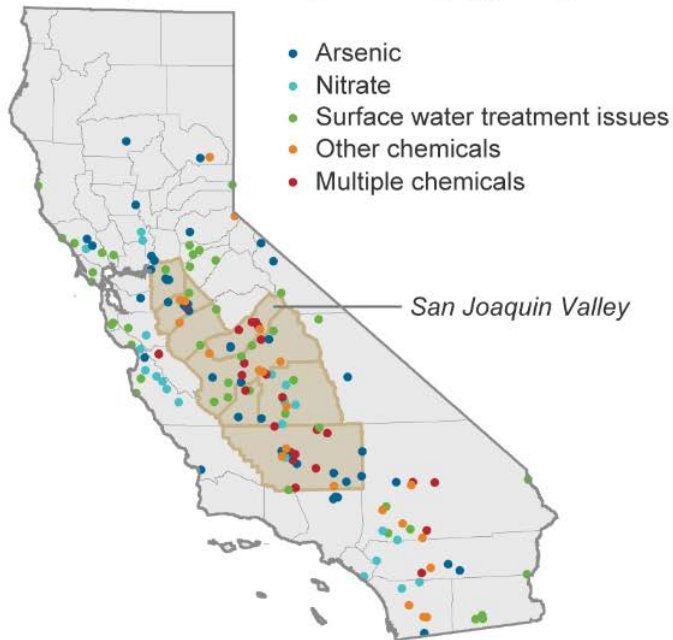 Arsenic
Nitrate
Surface water treatment issues
Other chemicals
Multiple chemicals
San Joaquin Valley